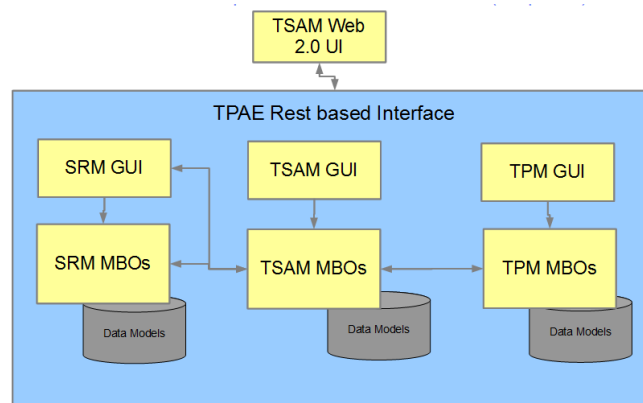 TSAM Web
2.0 UI
TPAE Rest based Interface
SRM GUI
TSAM GUI
TPM GUI
SRM MBOs
TSAM MBOs
TPM MBOs
Data Models
Data Models
Data Models